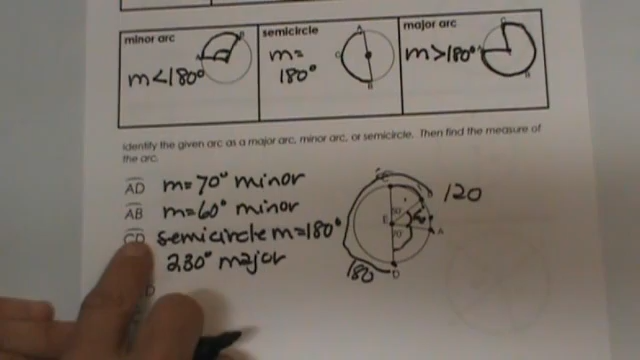 minor arc
m<180°
semicircle
m=
180°
major arc
m>180°
Identify the given arc as a major arc, minor arc, or semicircle. Then find the measure of
the arc.
AD m=70° minor
AB m=60° minor
CD semicircle m=180°
230° major
D
120
180
70
A
D